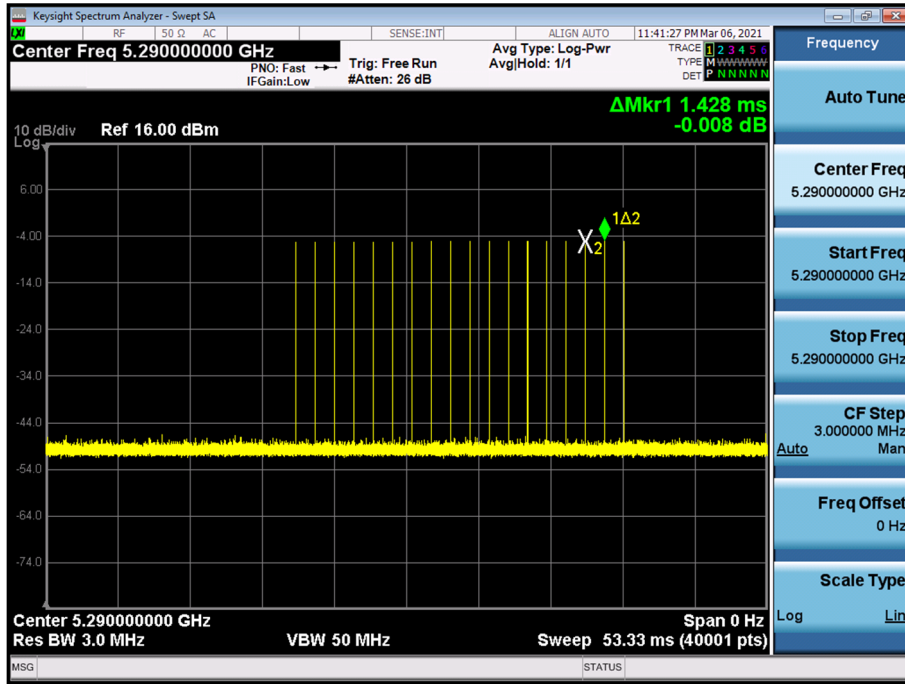 Keysight Spectrum Analyzer - Swept SA
LXI RF 50 Ω AC SENSE:INT ALIGN AUTO 11:41:27 PM Mar 06, 2021
Center Freq 5.290000000 GHz
PNO: Fast
IFGain:Low
Trig: Free Run
#Atten: 26 dB
Avg Type: Log-Pwr
Avg|Hold: 1/1
TRACE 1 2 3 4 5 6
TYPE M WWWWW
DET P N N N N N
ΔMkr1 1.428 ms
-0.008 dB
10 dB/div Ref 16.00 dBm
Log
6.00
-4.00
-14.0
-24.0
-34.0
-44.0
-54.0
-64.0
-74.0
1Δ2
X2
Center 5.290000000 GHz Span 0 Hz
Res BW 3.0 MHz VBW 50 MHz Sweep 53.33 ms (40001 pts)
MSG STATUS
Frequency
Auto Tune
Center Freq
5.290000000 GHz
Start Freq
5.290000000 GHz
Stop Freq
5.290000000 GHz
CF Step
3.000000 MHz
Auto Man
Freq Offset
0 Hz
Scale Type
Log Lin